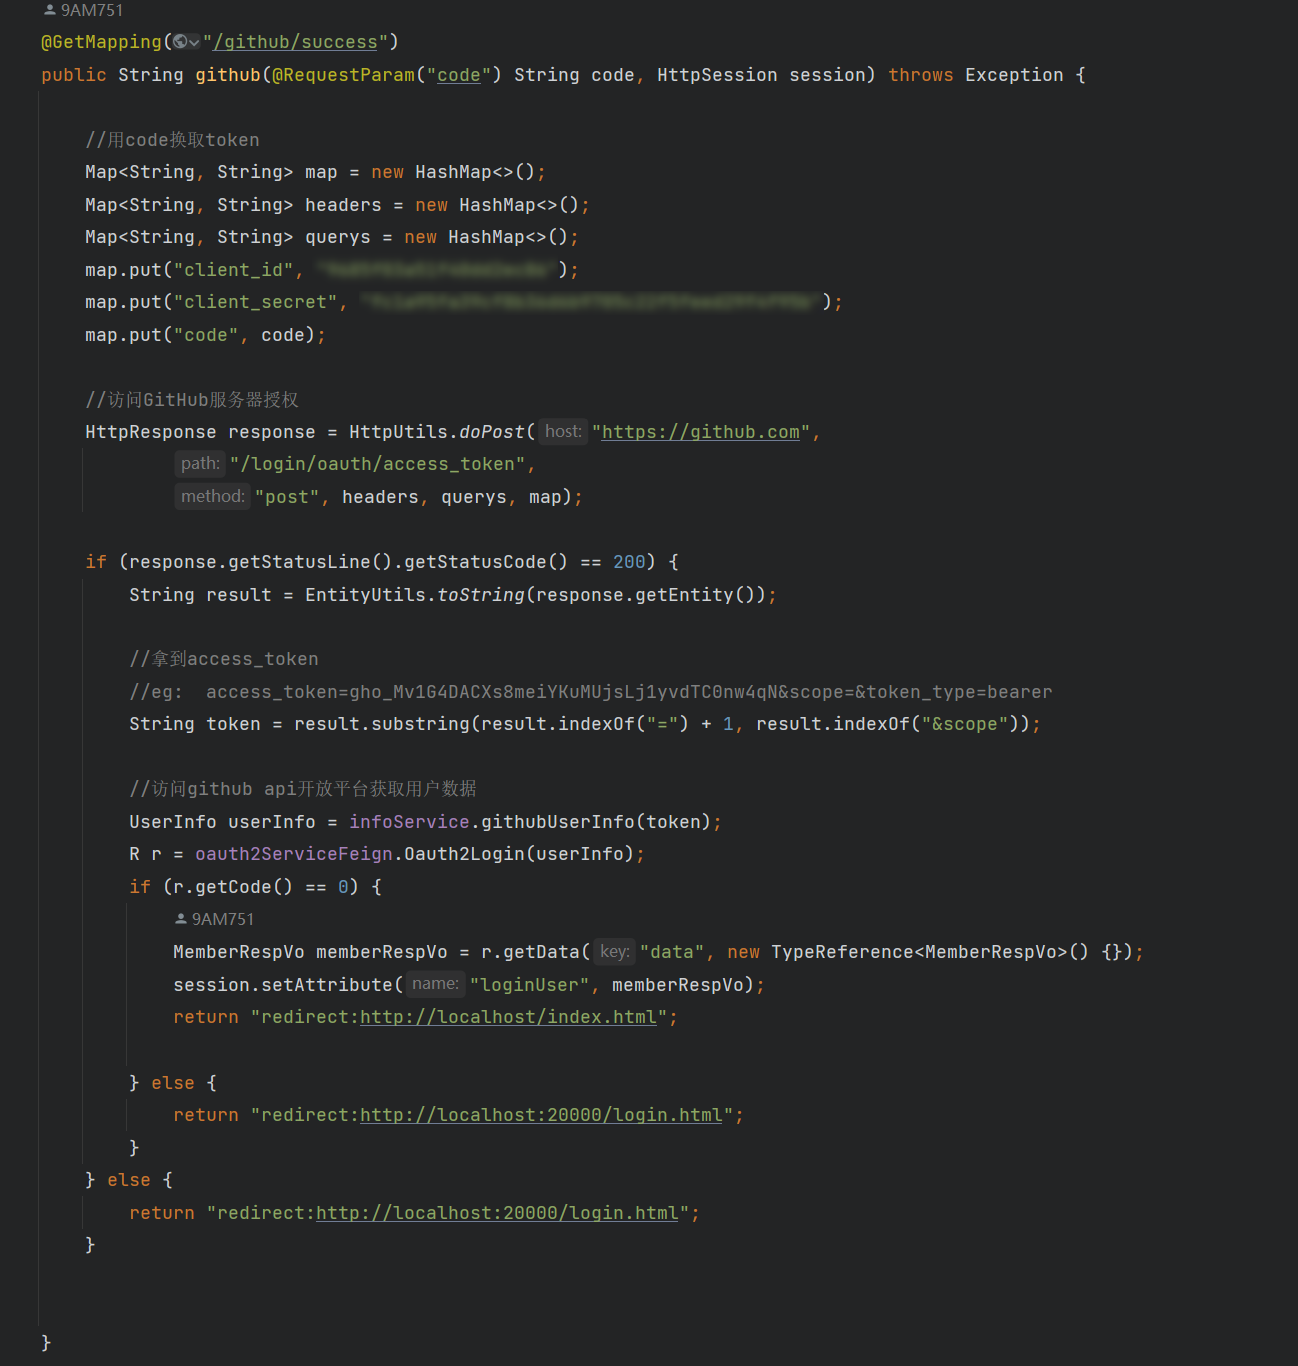 9AM751
@GetMapping("/github/success")
public String github(@RequestParam("code") String code, HttpSession session) throws Exception {
//用code换取token
Map<String, String> map = new HashMap<>();
Map<String, String> headers = new HashMap<>();
Map<String, String> querys = new HashMap<>();
map.put("client_id", );
map.put("client_secret", );
map.put("code", code);
//访问GitHub服务器授权
HttpResponse response = HttpUtils.doPost( host: "https://github.com",
path: "/login/oauth/access_token",
method: "post", headers, querys, map);
if (response.getStatusLine().getStatusCode() == 200) {
String result = EntityUtils.toString(response.getEntity());
//拿到access_token
//eg:  access_token=gho_Mv1G4DACXs8meiYKuMUjsLj1yvdTC0nw4qN&scope=&token_type=bearer
String token = result.substring(result.indexOf("=") + 1, result.indexOf("&scope"));
//访问github api开放平台获取用户数据
UserInfo userInfo = infoService.githubUserInfo(token);
R r = oauth2ServiceFeign.Oauth2Login(userInfo);
if (r.getCode() == 0) {
9AM751
MemberRespVo memberRespVo = r.getData( key: "data", new TypeReference<MemberRespVo>() {});
session.setAttribute( name: "loginUser", memberRespVo);
return "redirect:http://localhost/index.html";
} else {
return "redirect:http://localhost:20000/login.html";
}
} else {
return "redirect:http://localhost:20000/login.html";
}
}